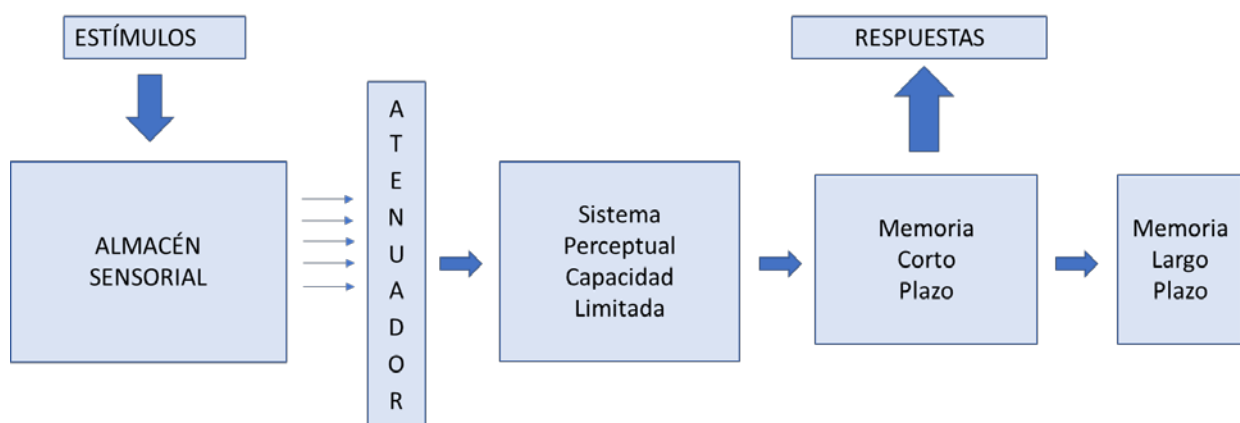 ESTÍMULOS
RESPUESTAS
ALMACÉN
SENSORIAL
A
T
E
N
U
A
D
O
R
Sistema
Perceptual
Capacidad
Limitada
Memoria
Corto
Plazo
Memoria
Largo
Plazo